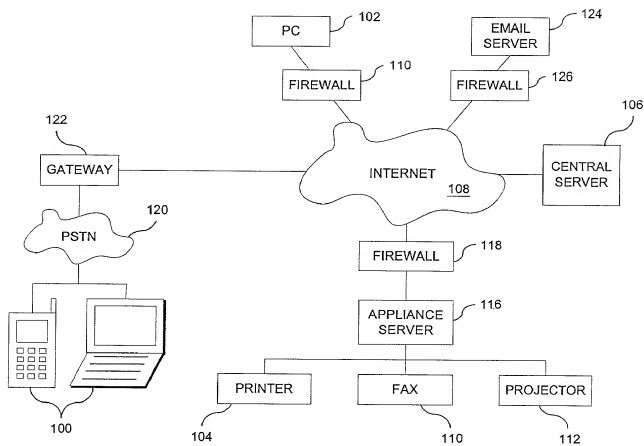 PC
102
EMAIL
SERVER
124
FIREWALL
110
FIREWALL
126
122
GATEWAY
INTERNET
108
106
CENTRAL
SERVER
PSTN
120
FIREWALL
118
APPLIANCE
SERVER
116
100
PRINTER
104
FAX
110
PROJECTOR
112